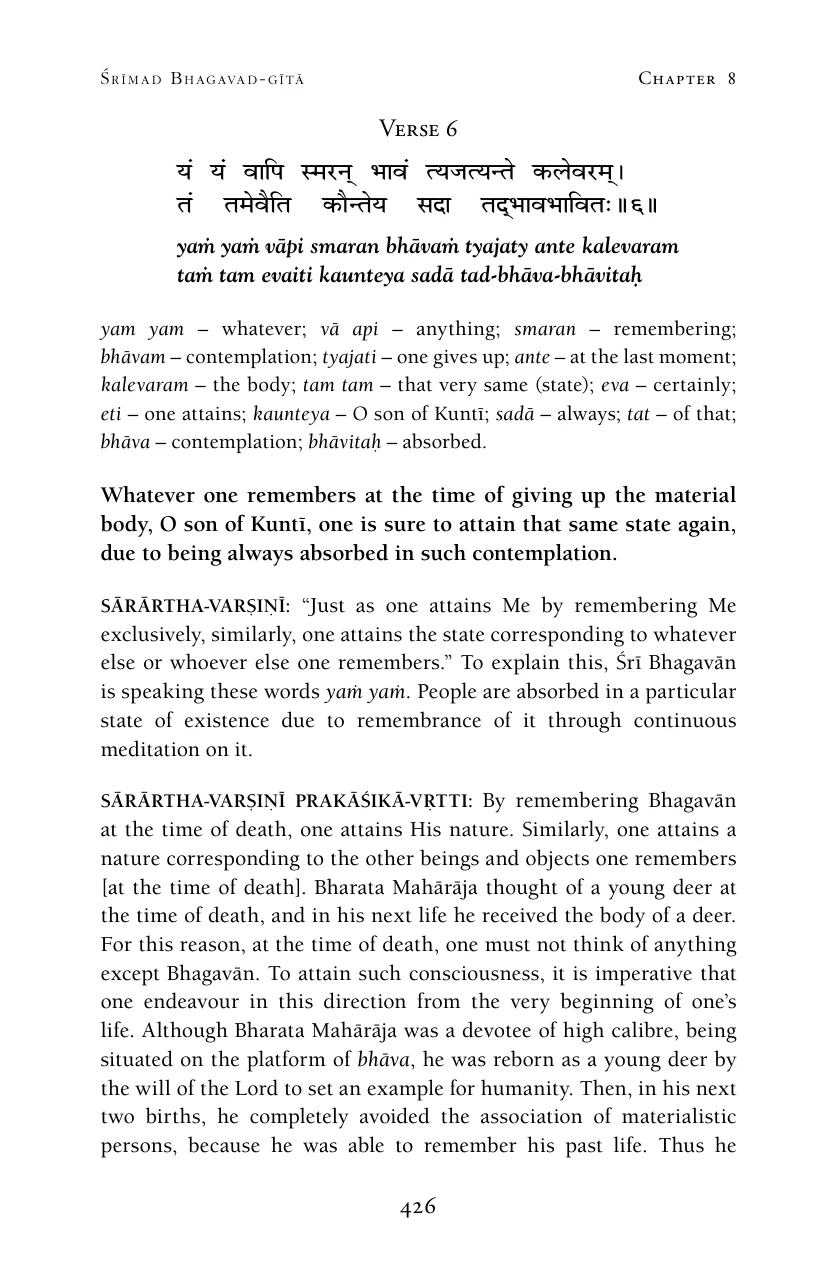 Śrīmad Bhagavad-gītā Chapter 8
Verse 6
यं यं वापि स्मरन् भावं त्यजत्यन्ते कलेवरम्।
तं तमेवैति कौन्तेय सदा तद्भावभावितः॥६॥
yaṁ yaṁ vāpi smaran bhāvaṁ tyajaty ante kalevaram
taṁ tam evaiti kaunteya sadā tad-bhāva-bhāvitaḥ
yam yam – whatever; vā api – anything; smaran – remembering;
bhāvam – contemplation; tyajati – one gives up; ante – at the last moment;
kalevaram – the body; tam tam – that very same (state); eva – certainly;
eti – one attains; kaunteya – O son of Kuntī; sadā – always; tat – of that;
bhāva – contemplation; bhāvitaḥ – absorbed.
Whatever one remembers at the time of giving up the material
body, O son of Kuntī, one is sure to attain that same state again,
due to being always absorbed in such contemplation.
SĀRĀRTHA-VARṢIṆĪ: “Just as one attains Me by remembering Me
exclusively, similarly, one attains the state corresponding to whatever
else or whoever else one remembers.” To explain this, Śrī Bhagavān
is speaking these words yaṁ yaṁ. People are absorbed in a particular
state of existence due to remembrance of it through continuous
meditation on it.
SĀRĀRTHA-VARṢIṆĪ PRAKĀŚIKĀ-VṚTTI: By remembering Bhagavān
at the time of death, one attains His nature. Similarly, one attains a
nature corresponding to the other beings and objects one remembers
[at the time of death]. Bharata Mahārāja thought of a young deer at
the time of death, and in his next life he received the body of a deer.
For this reason, at the time of death, one must not think of anything
except Bhagavān. To attain such consciousness, it is imperative that
one endeavour in this direction from the very beginning of one’s
life. Although Bharata Mahārāja was a devotee of high calibre, being
situated on the platform of bhāva, he was reborn as a young deer by
the will of the Lord to set an example for humanity. Then, in his next
two births, he completely avoided the association of materialistic
persons, because he was able to remember his past life. Thus he
426